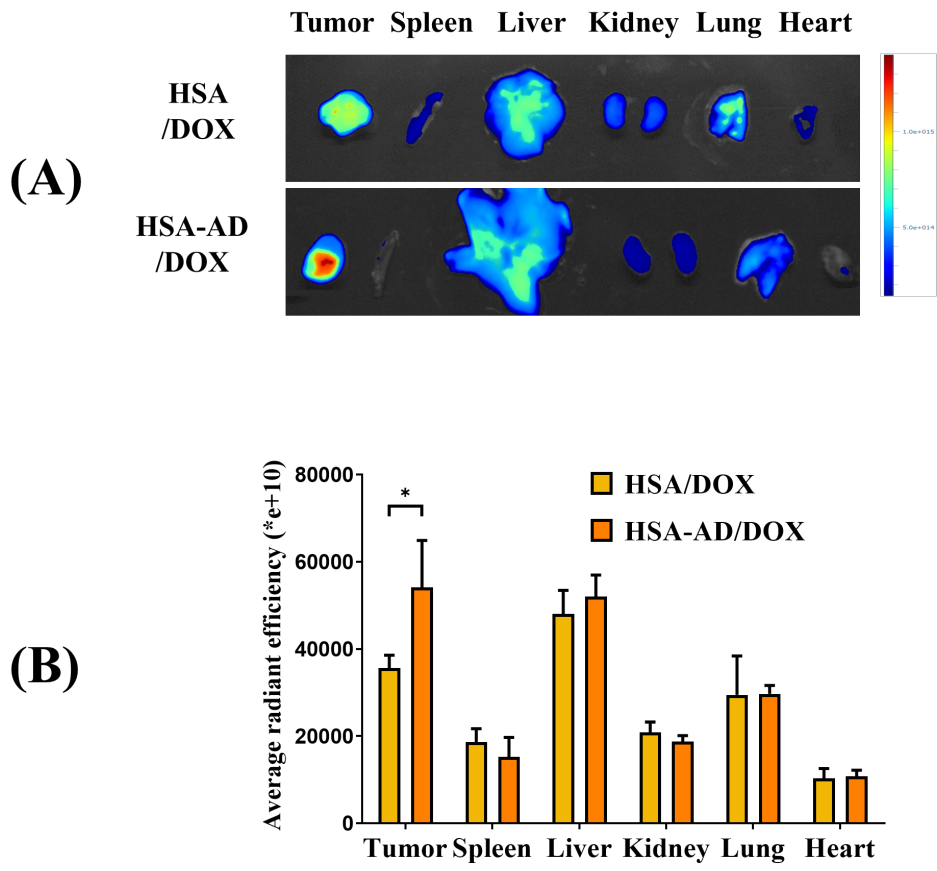 Tumor Spleen Liver Kidney Lung Heart
HSA
/DOX
(A)
1.0e+015
HSA-AD
/DOX
5.0e+014
Average radiant efficiency (*e+10)
80000
60000
40000
20000
0
*
HSA/DOX
HSA-AD/DOX
(B)
Tumor Spleen Liver Kidney Lung Heart